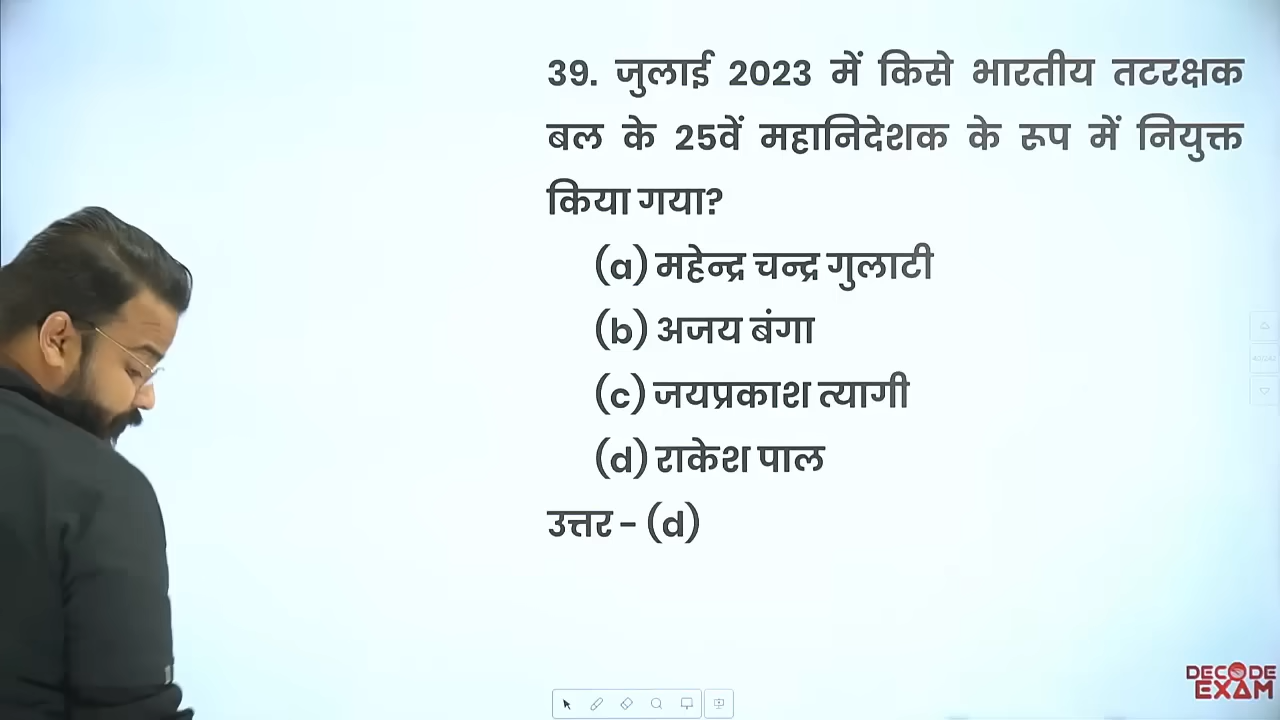 39. जुलाई 2023 में किसे भारतीय तटरक्षक
बल के 25वें महानिदेशक के रूप में नियुक्त
किया गया?
(a) महेन्द्र चन्द्र गुलाटी
(b) अजय बंगा
(c) जयप्रकाश त्यागी
(d) राकेश पाल
उत्तर - (d)
DECODE
EXAM